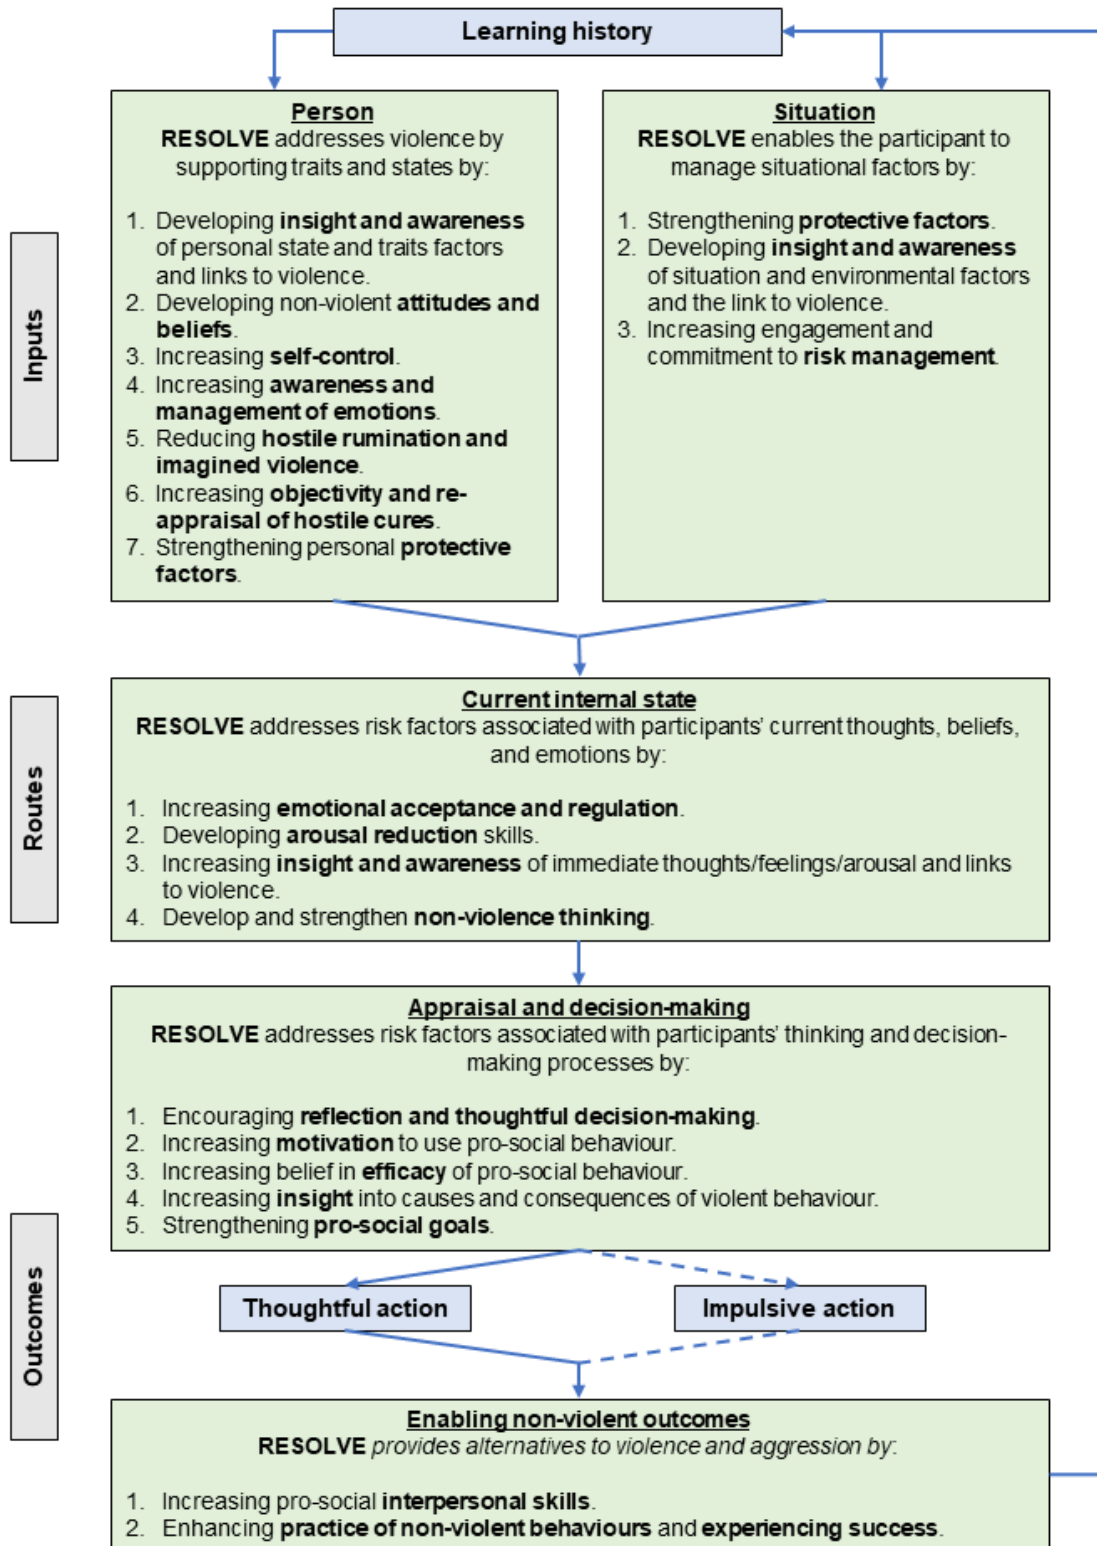 Learning history
Person
RESOLVE addresses violence by
supporting traits and states by:
1. Developing insight and awareness
of personal state and traits factors
and links to violence.
2. Developing non-violent attitudes and
beliefs.
3. Increasing self-control.
4. Increasing awareness and
management of emotions.
5. Reducing hostile rumination and
imagined violence.
6. Increasing objectivity and re-
appraisal of hostile cures.
7. Strengthening personal protective
factors.
Situation
RESOLVE enables the participant to
manage situational factors by:
1. Strengthening protective factors.
2. Developing insight and awareness
of situation and environmental factors
and the link to violence.
3. Increasing engagement and
commitment to risk management.
Inputs
Current internal state
RESOLVE addresses risk factors associated with participants’ current thoughts, beliefs,
and emotions by:
1. Increasing emotional acceptance and regulation.
2. Developing arousal reduction skills.
3. Increasing insight and awareness of immediate thoughts/feelings/arousal and links
to violence.
4. Develop and strengthen non-violence thinking.
Routes
Appraisal and decision-making
RESOLVE addresses risk factors associated with participants’ thinking and decision-
making processes by:
1. Encouraging reflection and thoughtful decision-making.
2. Increasing motivation to use pro-social behaviour.
3. Increasing belief in efficacy of pro-social behaviour.
4. Increasing insight into causes and consequences of violent behaviour.
5. Strengthening pro-social goals.
Thoughtful action
Impulsive action
Outcomes
Enabling non-violent outcomes
RESOLVE provides alternatives to violence and aggression by:
1. Increasing pro-social interpersonal skills.
2. Enhancing practice of non-violent behaviours and experiencing success.